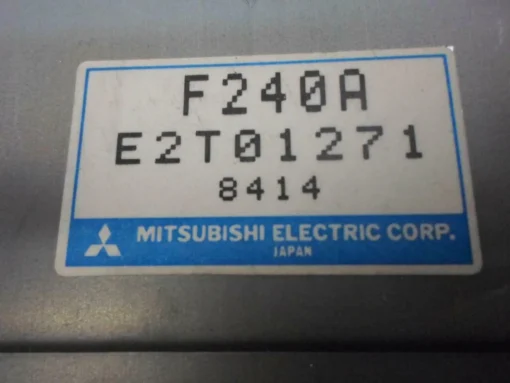 F240A
E2T01271
8414
MITSUBISHI ELECTRIC CORP.
JAPAN